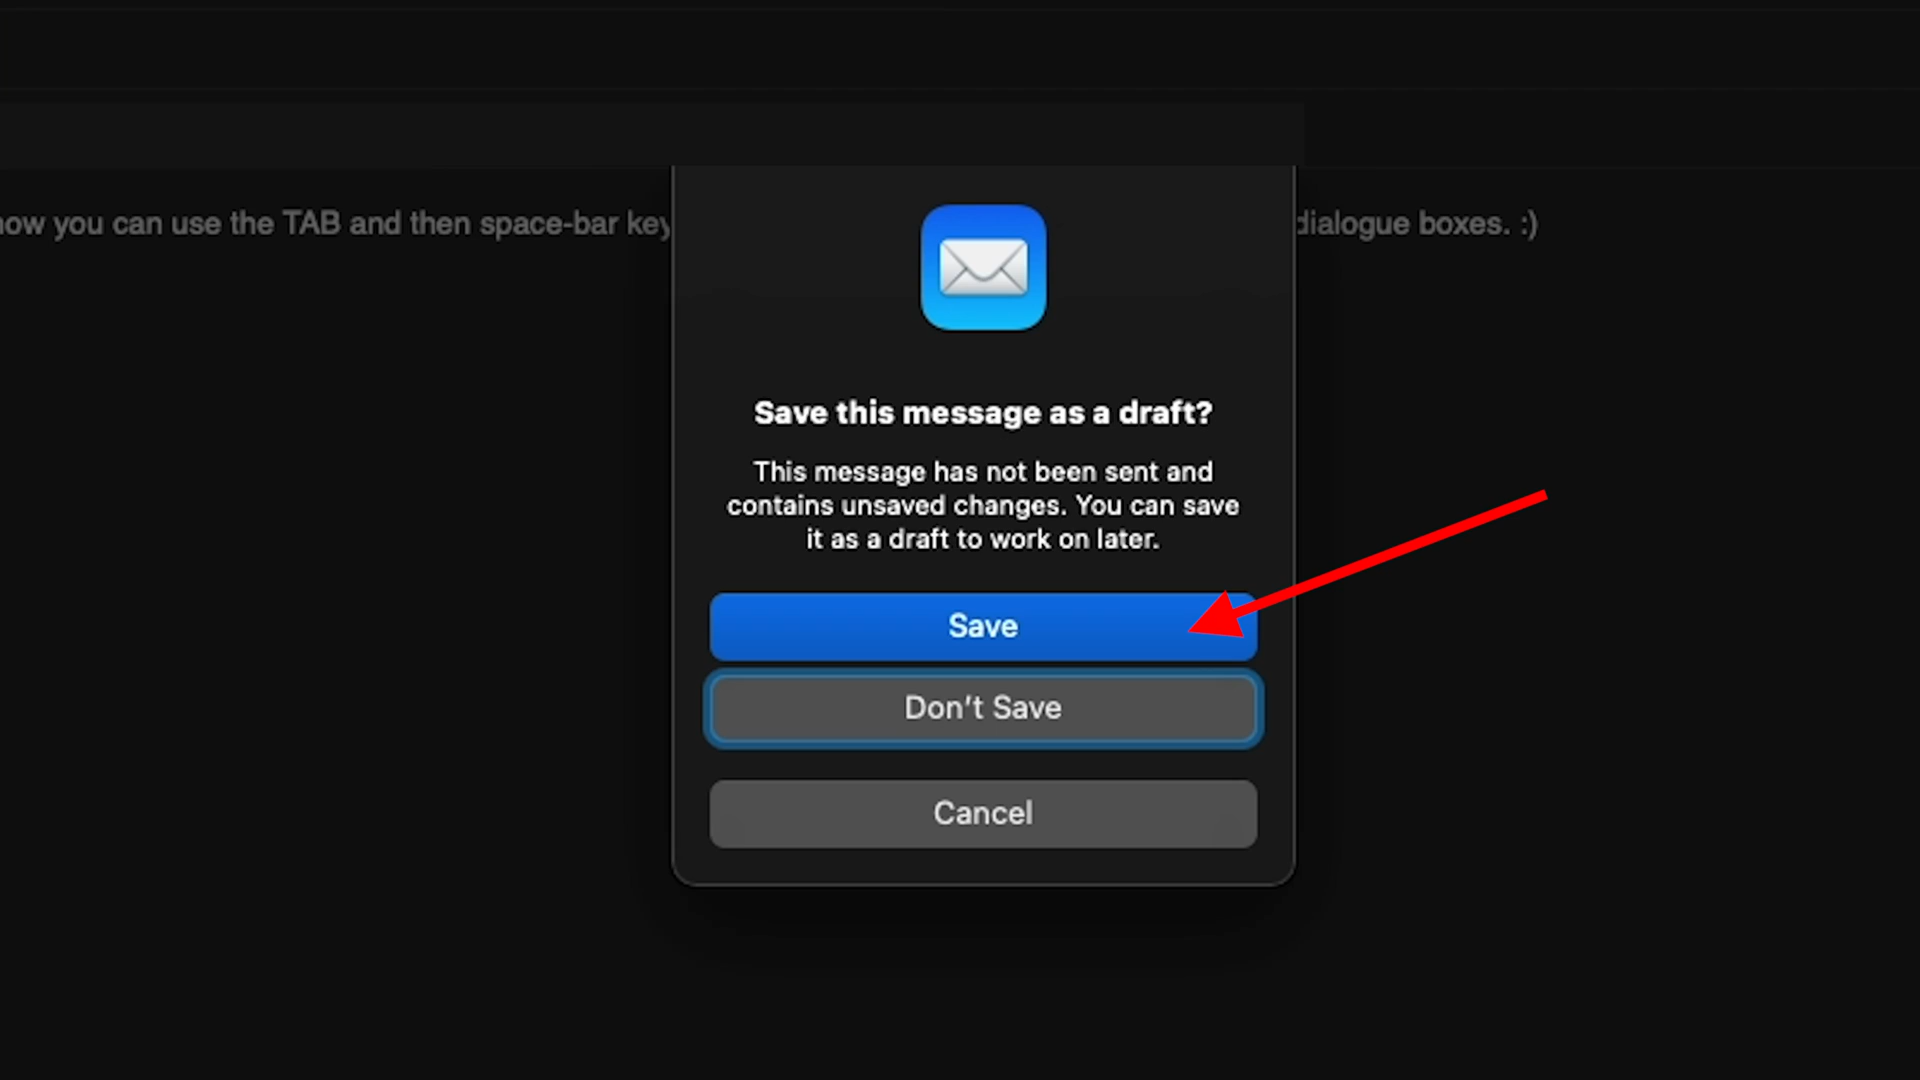 now you can use the TAB and then space-bar key
dialogue boxes. :)
Save this message as a draft?
This message has not been sent and
contains unsaved changes. You can save
it as a draft to work on later.
Save
Don't Save
Cancel